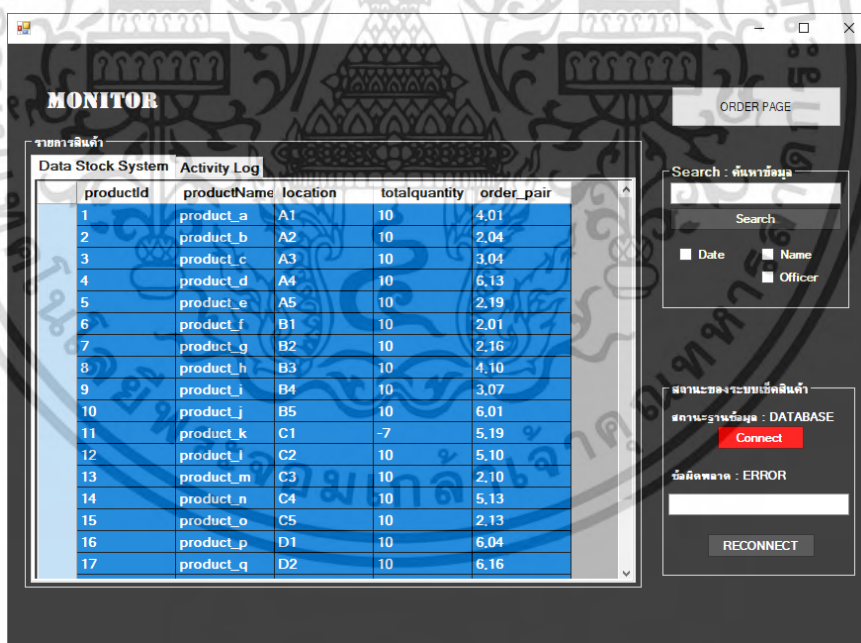 MONITOR
ORDER PAGE
รายการสินค้า
Data Stock System Activity Log
productId productName location totalquantity order_pair
1 product_a A1 10 4,01
2 product_b A2 10 2,04
3 product_c A3 10 3,04
4 product_d A4 10 6,13
5 product_e A5 10 2,19
6 product_f B1 10 2,01
7 product_g B2 10 2,16
8 product_h B3 10 4,10
9 product_i B4 10 3,07
10 product_j B5 10 6,01
11 product_k C1 -7 5,19
12 product_l C2 10 5,10
13 product_m C3 10 2,10
14 product_n C4 10 5,13
15 product_o C5 10 2,13
16 product_p D1 10 6,04
17 product_q D2 10 6,16
Search : ค้นหาข้อมูล
Search
Date Name
Officer
สถานะของระบบเช็คสินค้า
สถานะฐานข้อมูล : DATABASE
Connect
ข้อผิดพลาด : ERROR
RECONNECT